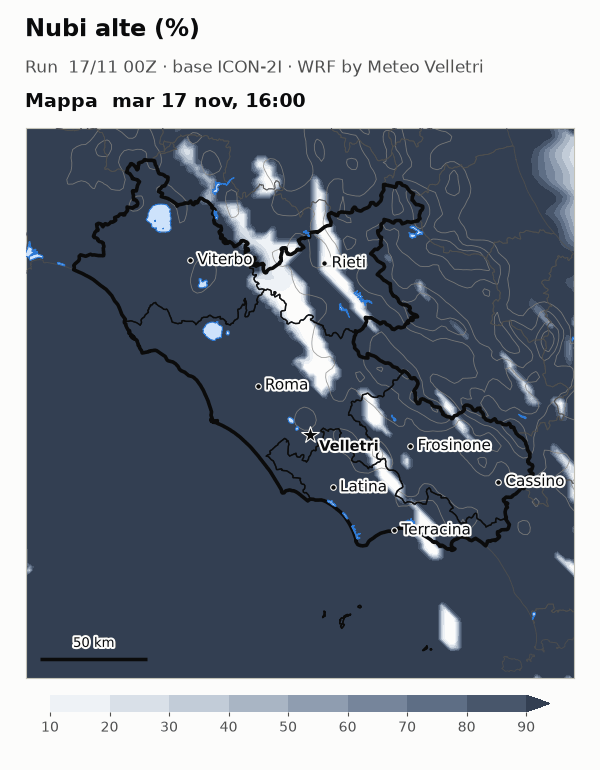 Nubi alte (%)
Run 17/11 00Z · base ICON-2I · WRF by Meteo Velletri
Mappa mar 17 nov, 16:00
Viterbo
Rieti
Roma
Velletri
Frosinone
Cassino
Latina
Terracina
50 km
10 20 30 40 50 60 70 80 90